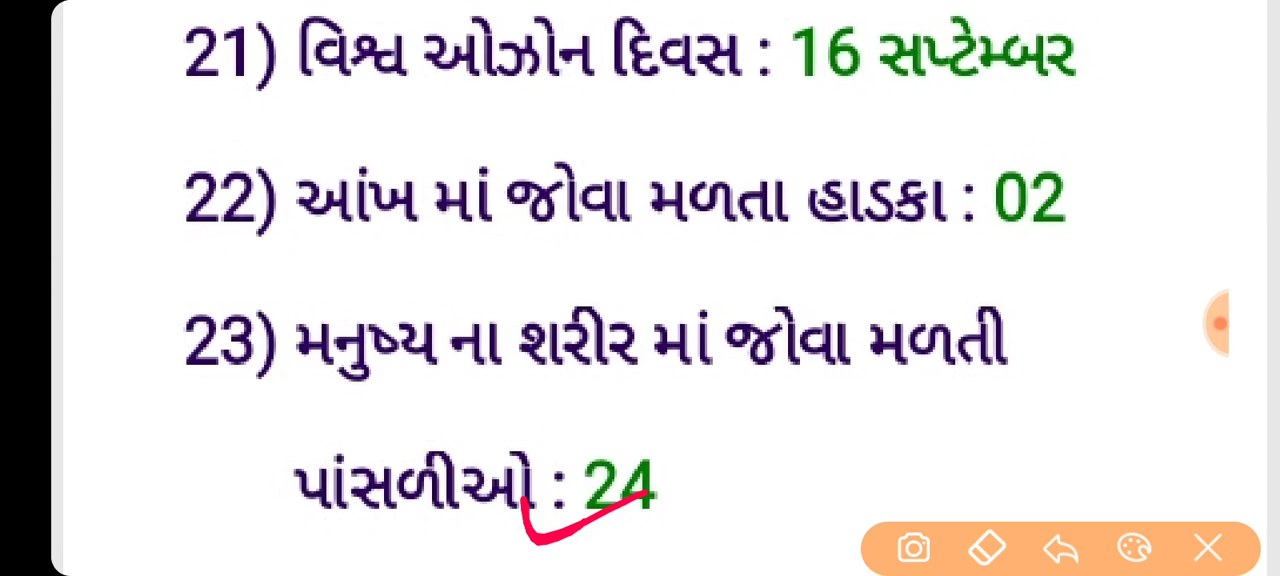 21) વિશ્વ ઓઝોન દિવસ : 16 સપ્ટેમ્બર
22) આંખ માં જોવા મળતા હાડકા : 02
23) મનુષ્ય ના શરીર માં જોવા મળતી
પાંસળીઓ : 24